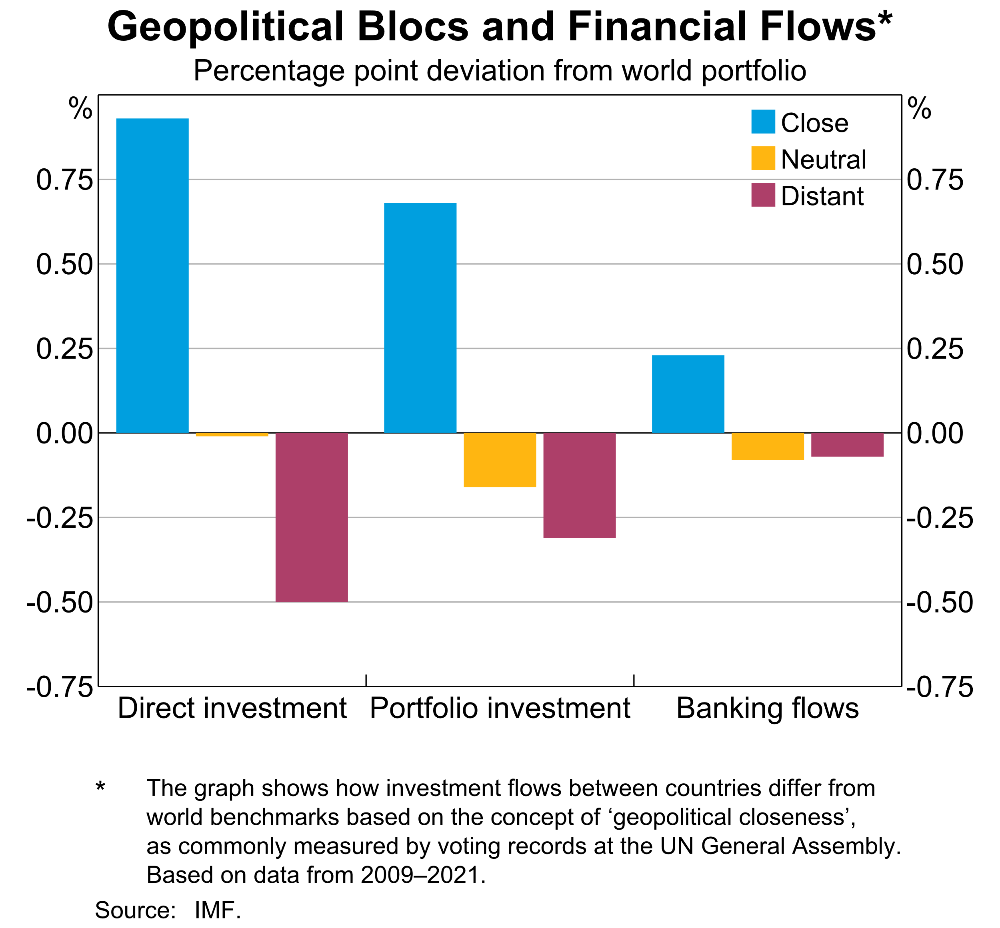 Geopolitical Blocs and Financial Flows*
Percentage point deviation from world portfolio
% %
Close
Neutral
0.75 0.75
Distant
0.50 0.50
0.25 0.25
0.00 0.00
-0.25 -0.25
-0.50 -0.50
-0.75 -0.75
Direct investment Portfolio investment Banking flows
* The graph shows how investment flows between countries differ from
world benchmarks based on the concept of ‘geopolitical closeness’,
as commonly measured by voting records at the UN General Assembly.
Based on data from 2009–2021.
Source: IMF.